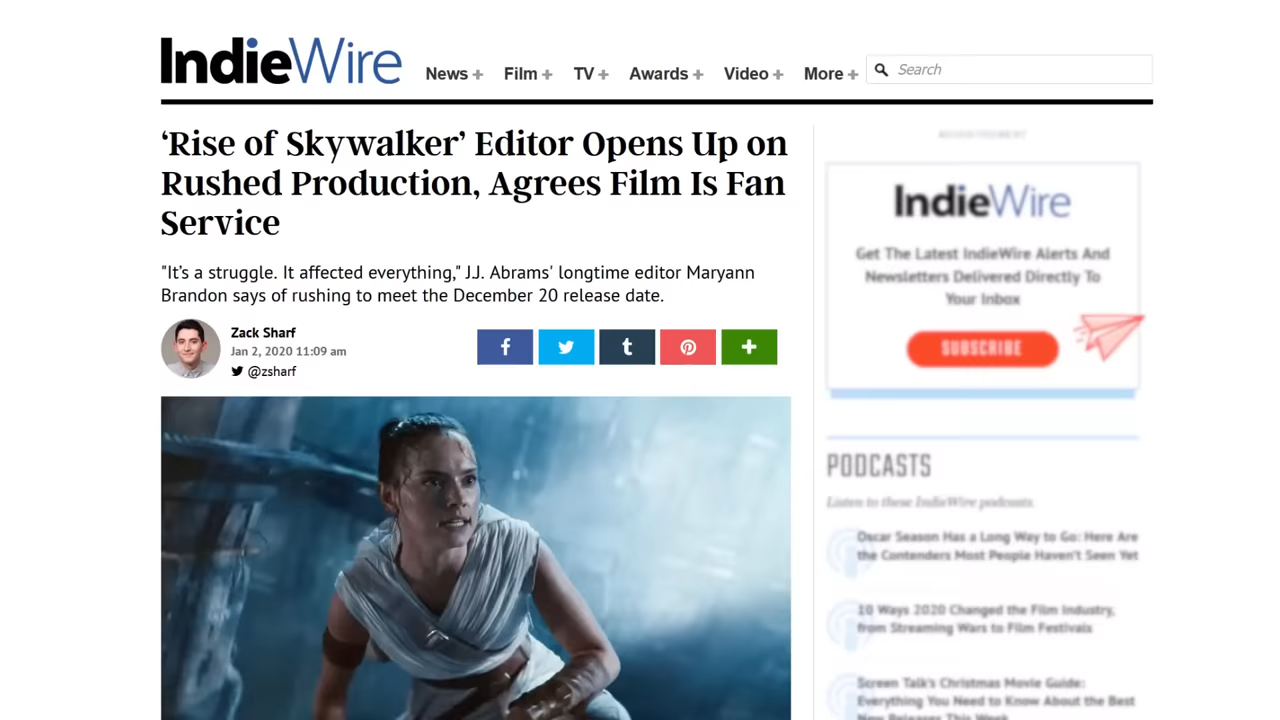 IndieWire
News + Film + TV + Awards + Video + More +
Search
‘Rise of Skywalker’ Editor Opens Up on
Rushed Production, Agrees Film Is Fan
Service
"It’s a struggle. It affected everything," J.J. Abrams' longtime editor Maryann
Brandon says of rushing to meet the December 20 release date.
Zack Sharf
Jan 2, 2020 11:09 am
@zsharf
ADVERTISEMENT
IndieWire
Get The Latest IndieWire Alerts And
Newsletters Delivered Directly To
Your Inbox
SUBSCRIBE
PODCASTS
Listen to these IndieWire podcasts
Oscar Season Has a Long Way to Go: Here Are
the Contenders Most People Haven't Seen Yet
10 Ways 2020 Changed the Film Industry,
from Streaming Wars to Film Festivals
Screen Talk's Christmas Movie Guide:
Everything You Need to Know About the Best
New Releases This Week